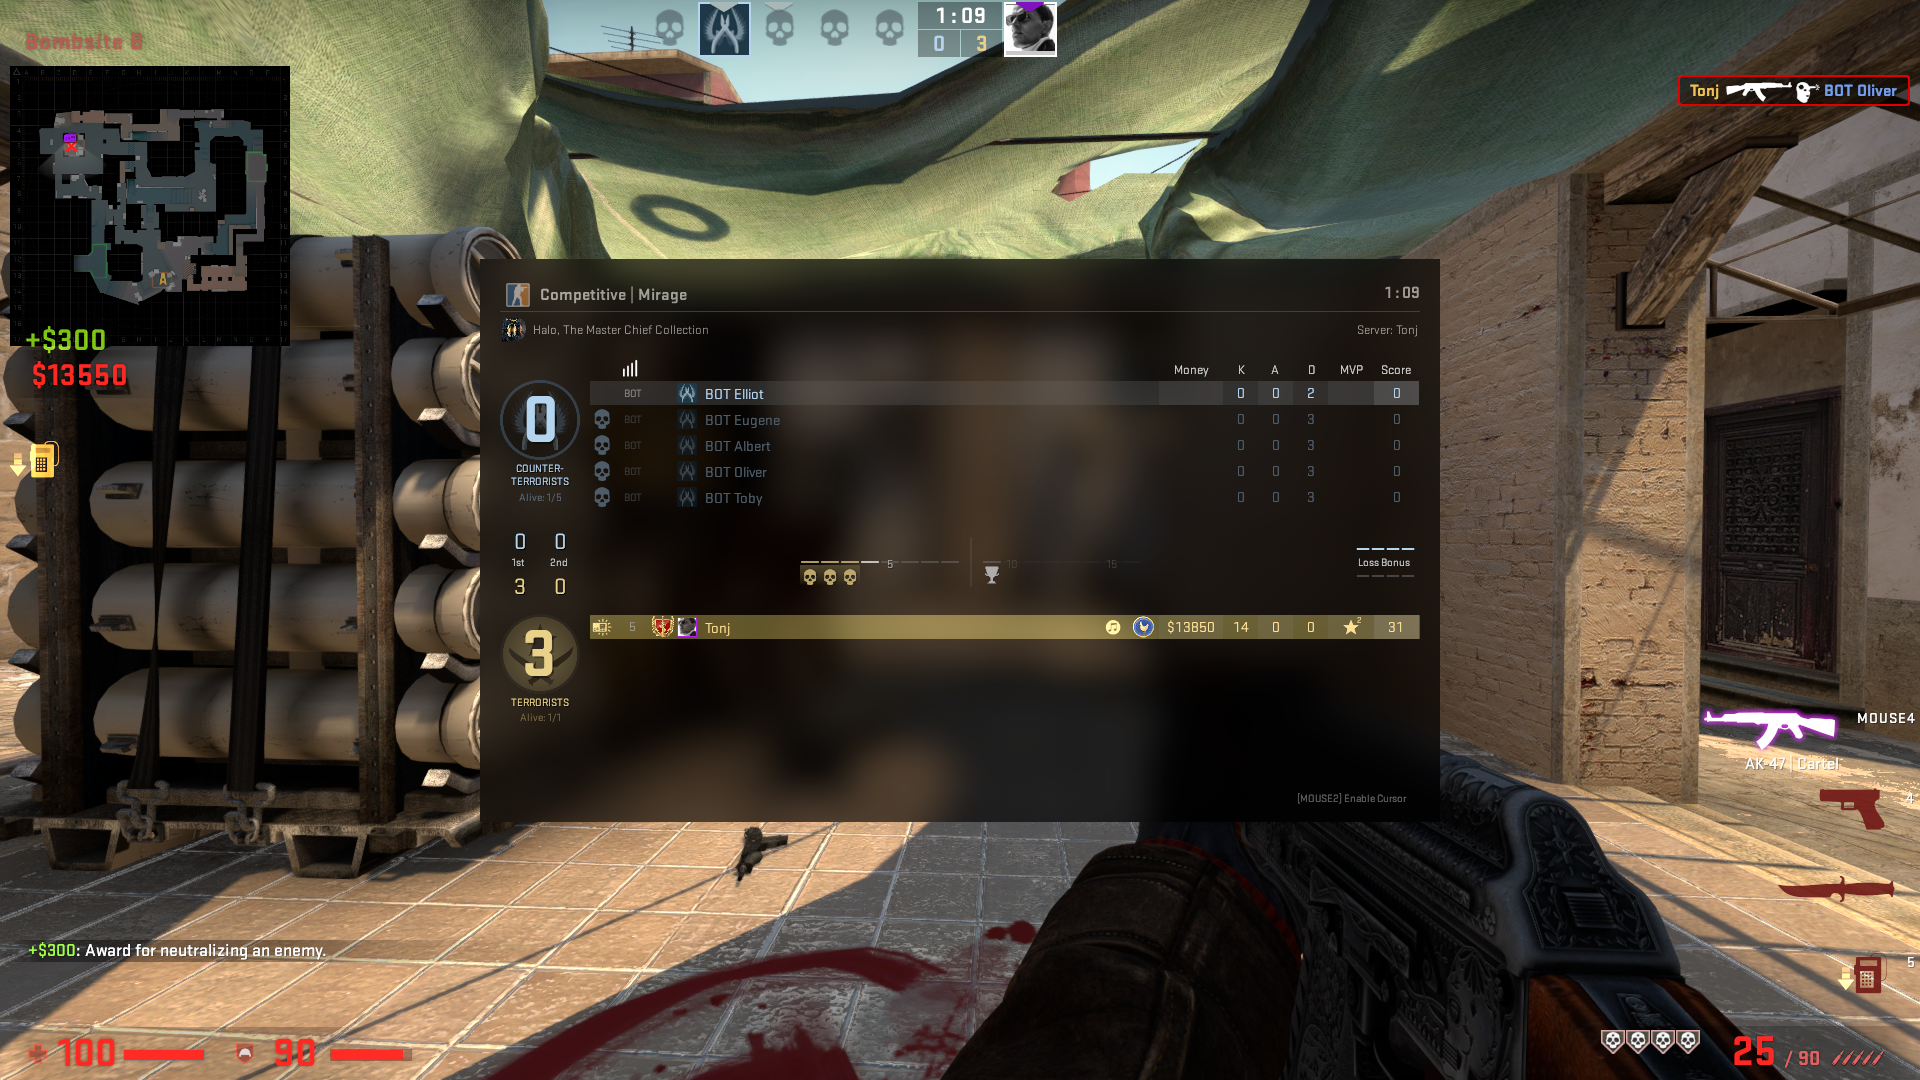 1:09
0 3
Bombsite B
Tonj BOT Oliver
A
+$300
$13550
Competitive | Mirage
1:09
Halo, The Master Chief Collection
Server: Tonj
Money K A D MVP Score
0
COUNTER-
TERRORISTS
Alive: 1/5
BOT BOT Elliot 0 0 2 0
BOT BOT Eugene 0 0 3 0
BOT BOT Albert 0 0 3 0
BOT BOT Oliver 0 0 3 0
BOT BOT Toby 0 0 3 0
0 0
1st 2nd
3 0
5 10 15
Loss Bonus
5 Tonj $13850 14 0 0 2 31
3
TERRORISTS
Alive: 1/1
[MOUSE2] Enable Cursor
MOUSE4
AK-47 | Cartel
4
5
+$300: Award for neutralizing an enemy.
100 90
25 / 90